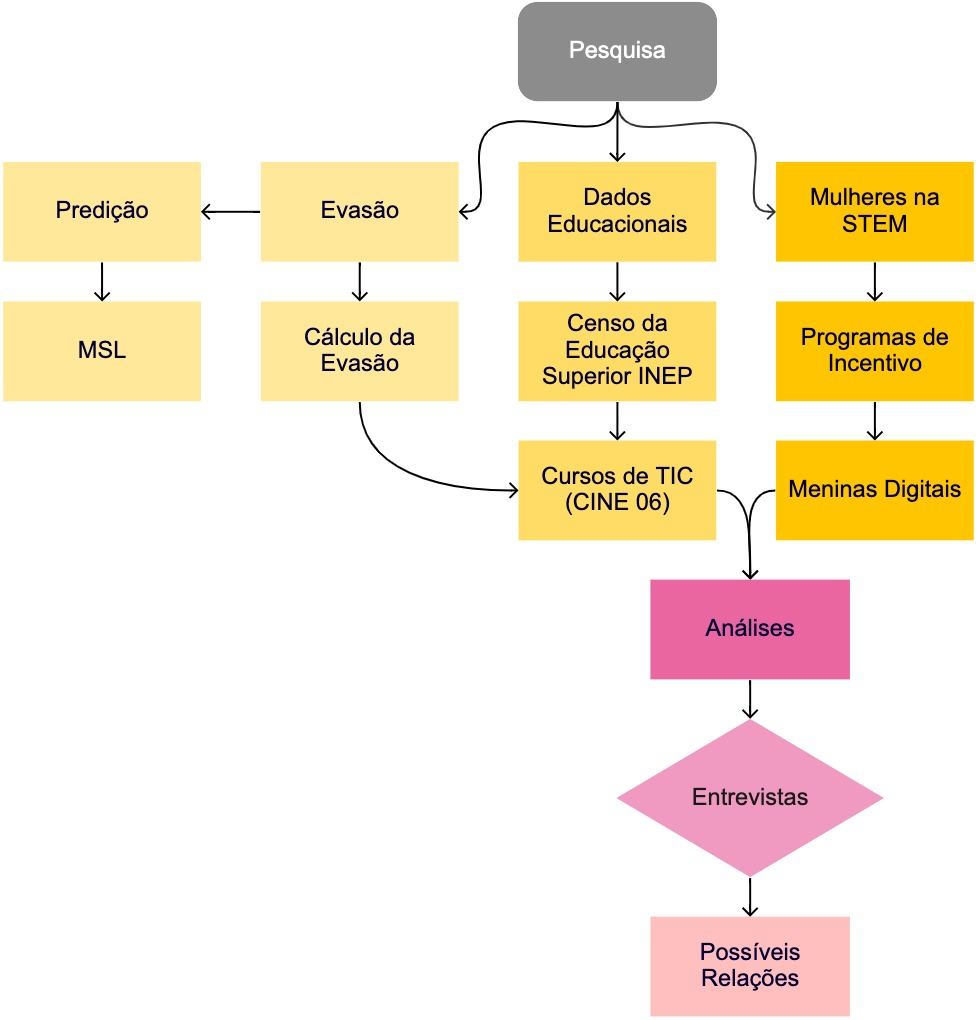 Pesquisa
Predição
Evasão
Dados
Educacionais
Mulheres na
STEM
MSL
Cálculo da
Evasão
Censo da
Educação
Superior INEP
Programas de
Incentivo
Cursos de TIC
(CINE 06)
Meninas Digitais
Análises
Entrevistas
Possíveis
Relações